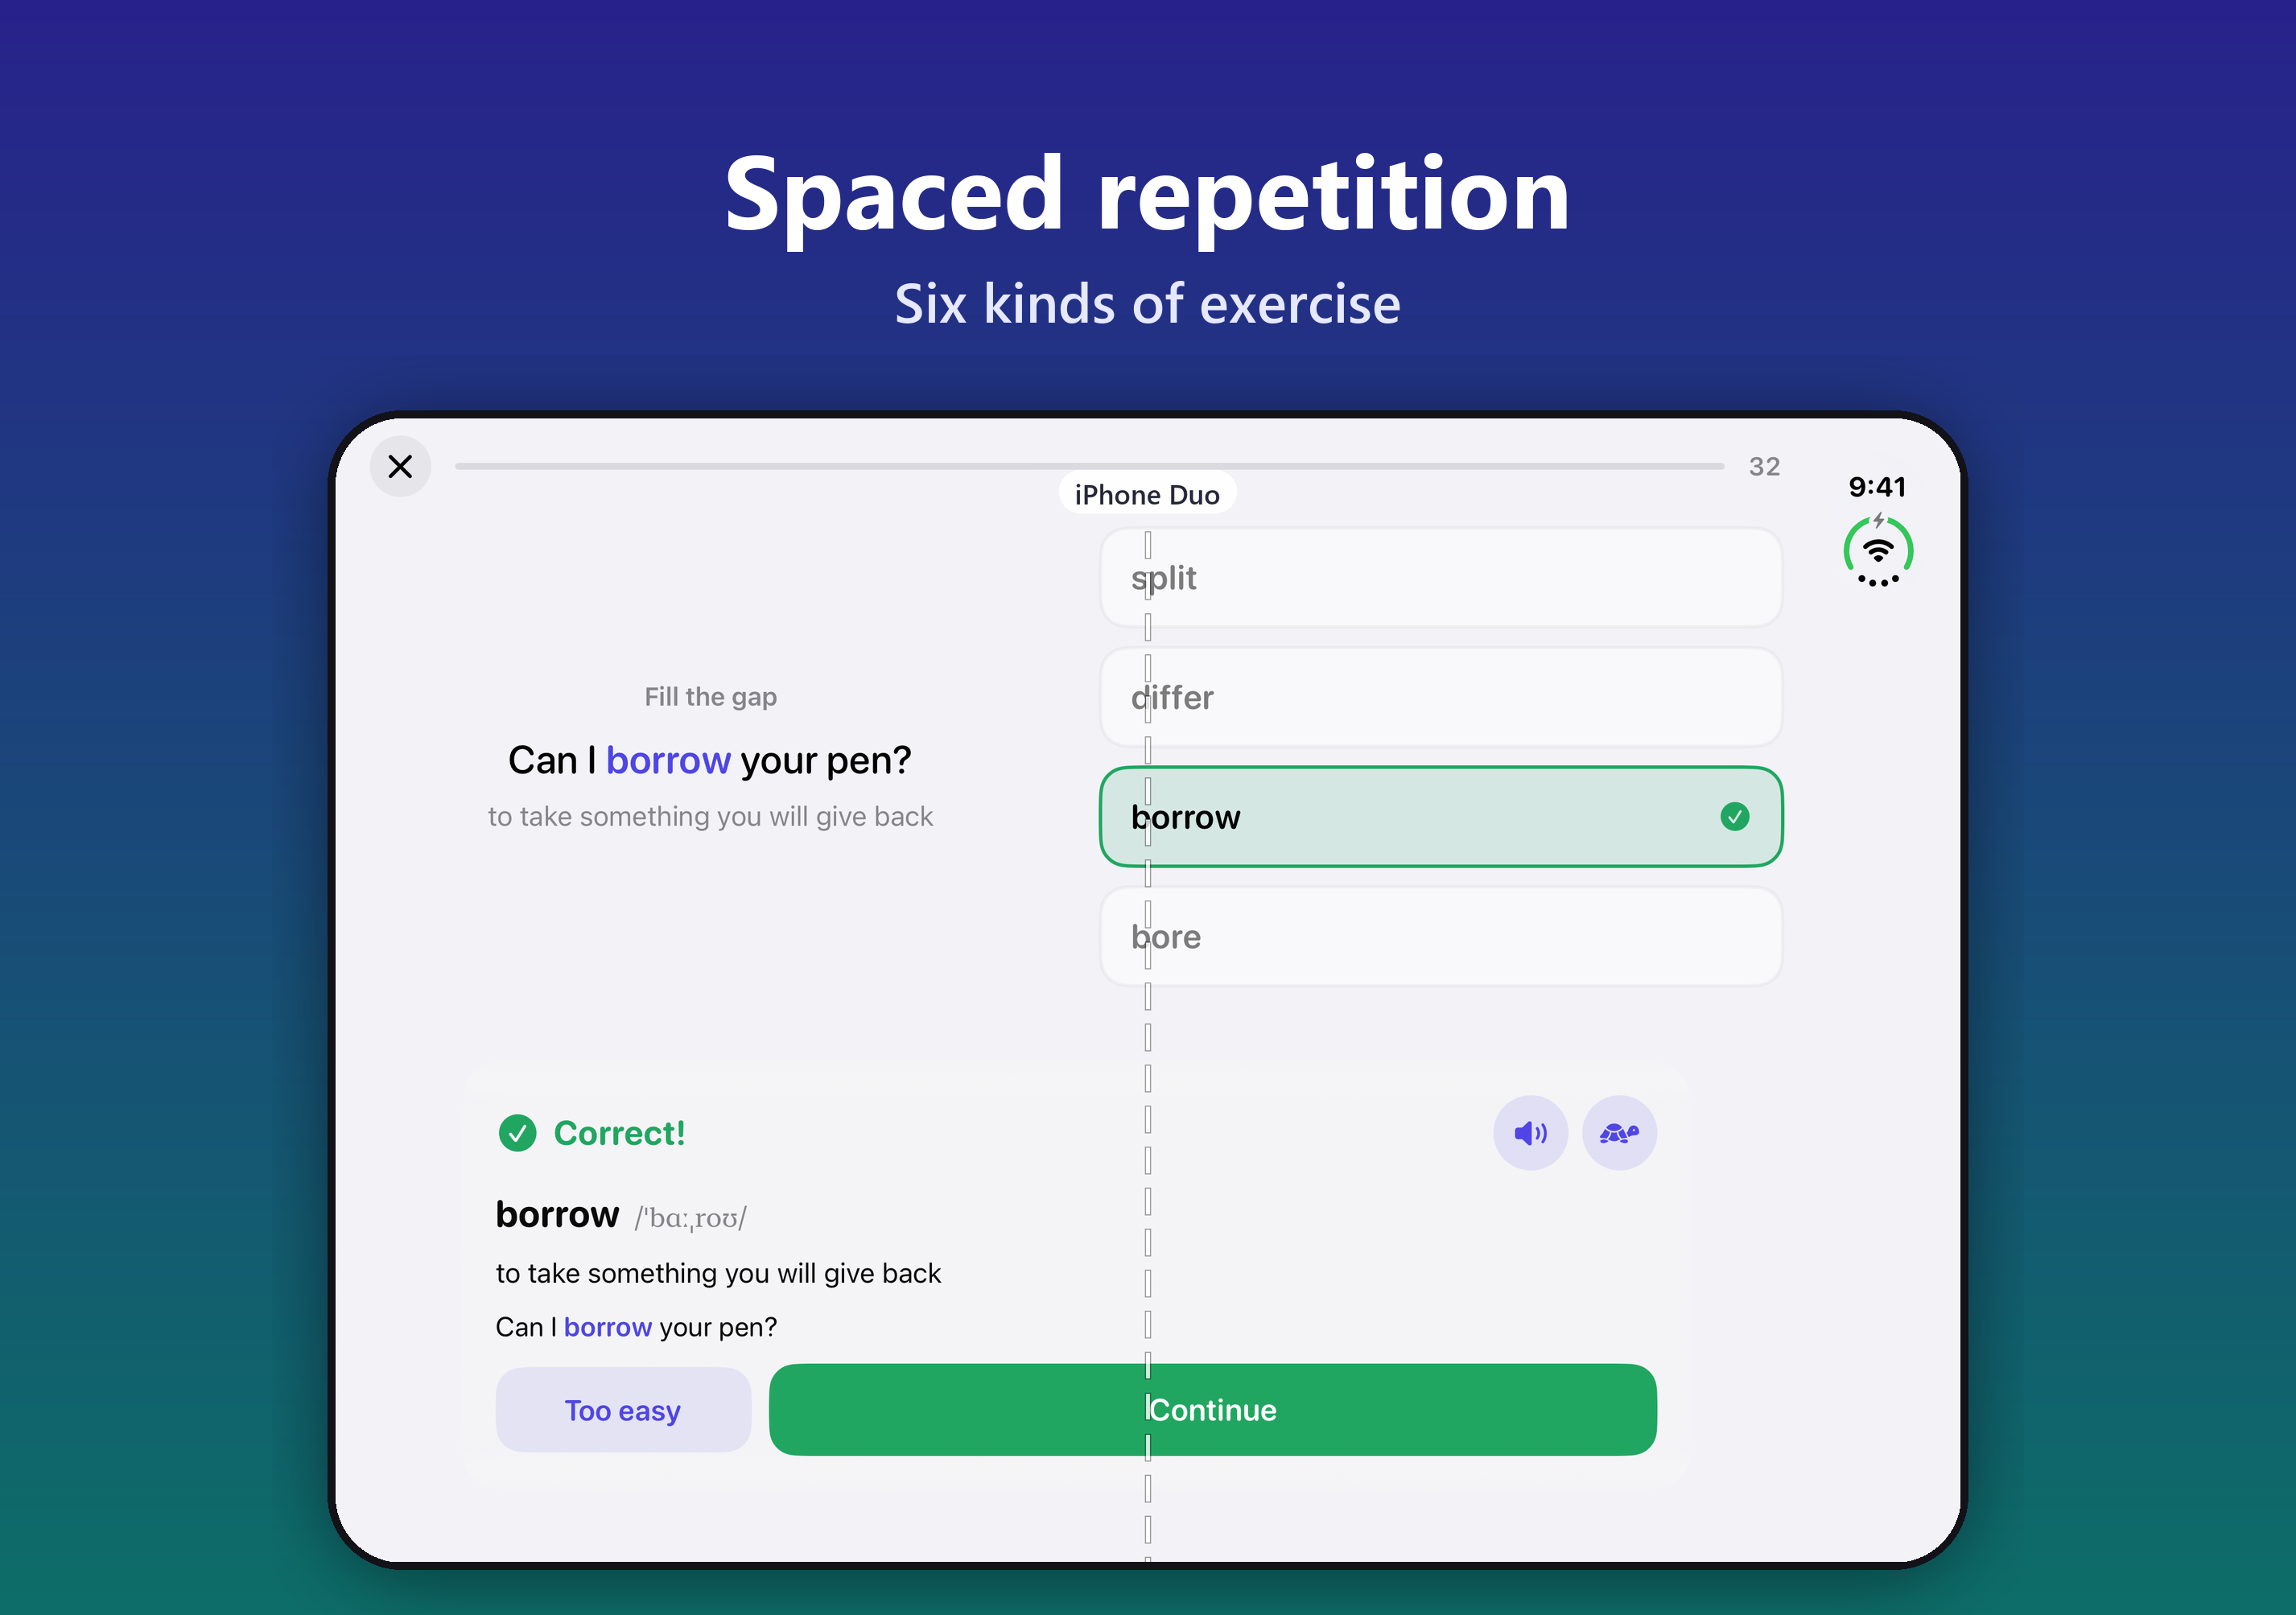 Spaced repetition
Six kinds of exercise
32
9:41
iPhone Duo
Fill the gap
Can I borrow your pen?
to take something you will give back
split
differ
borrow
bore
Correct!
borrow /ˈbɑːˌroʊ/
to take something you will give back
Can I borrow your pen?
Too easy
Continue